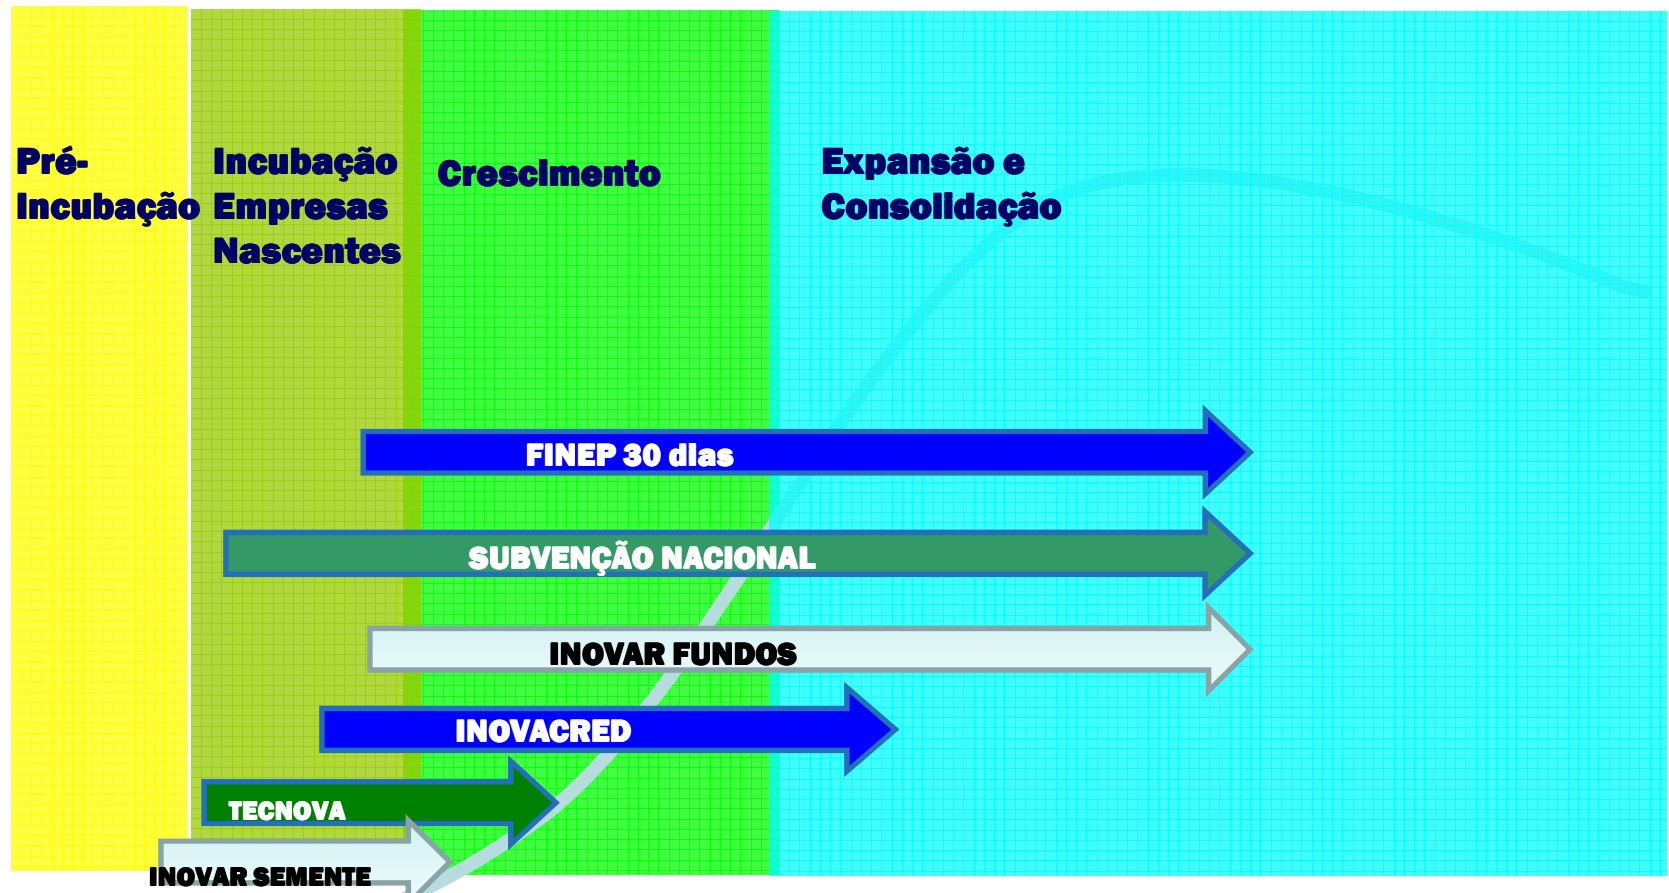 Pré-
Incubação
Incubação
Empresas
Nascentes
Crescimento
Expansão e
Consolidação
FINEP 30 dias
SUBVENÇÃO NACIONAL
INOVAR FUNDOS
INOVACRED
TECNOVA
INOVAR SEMENTE